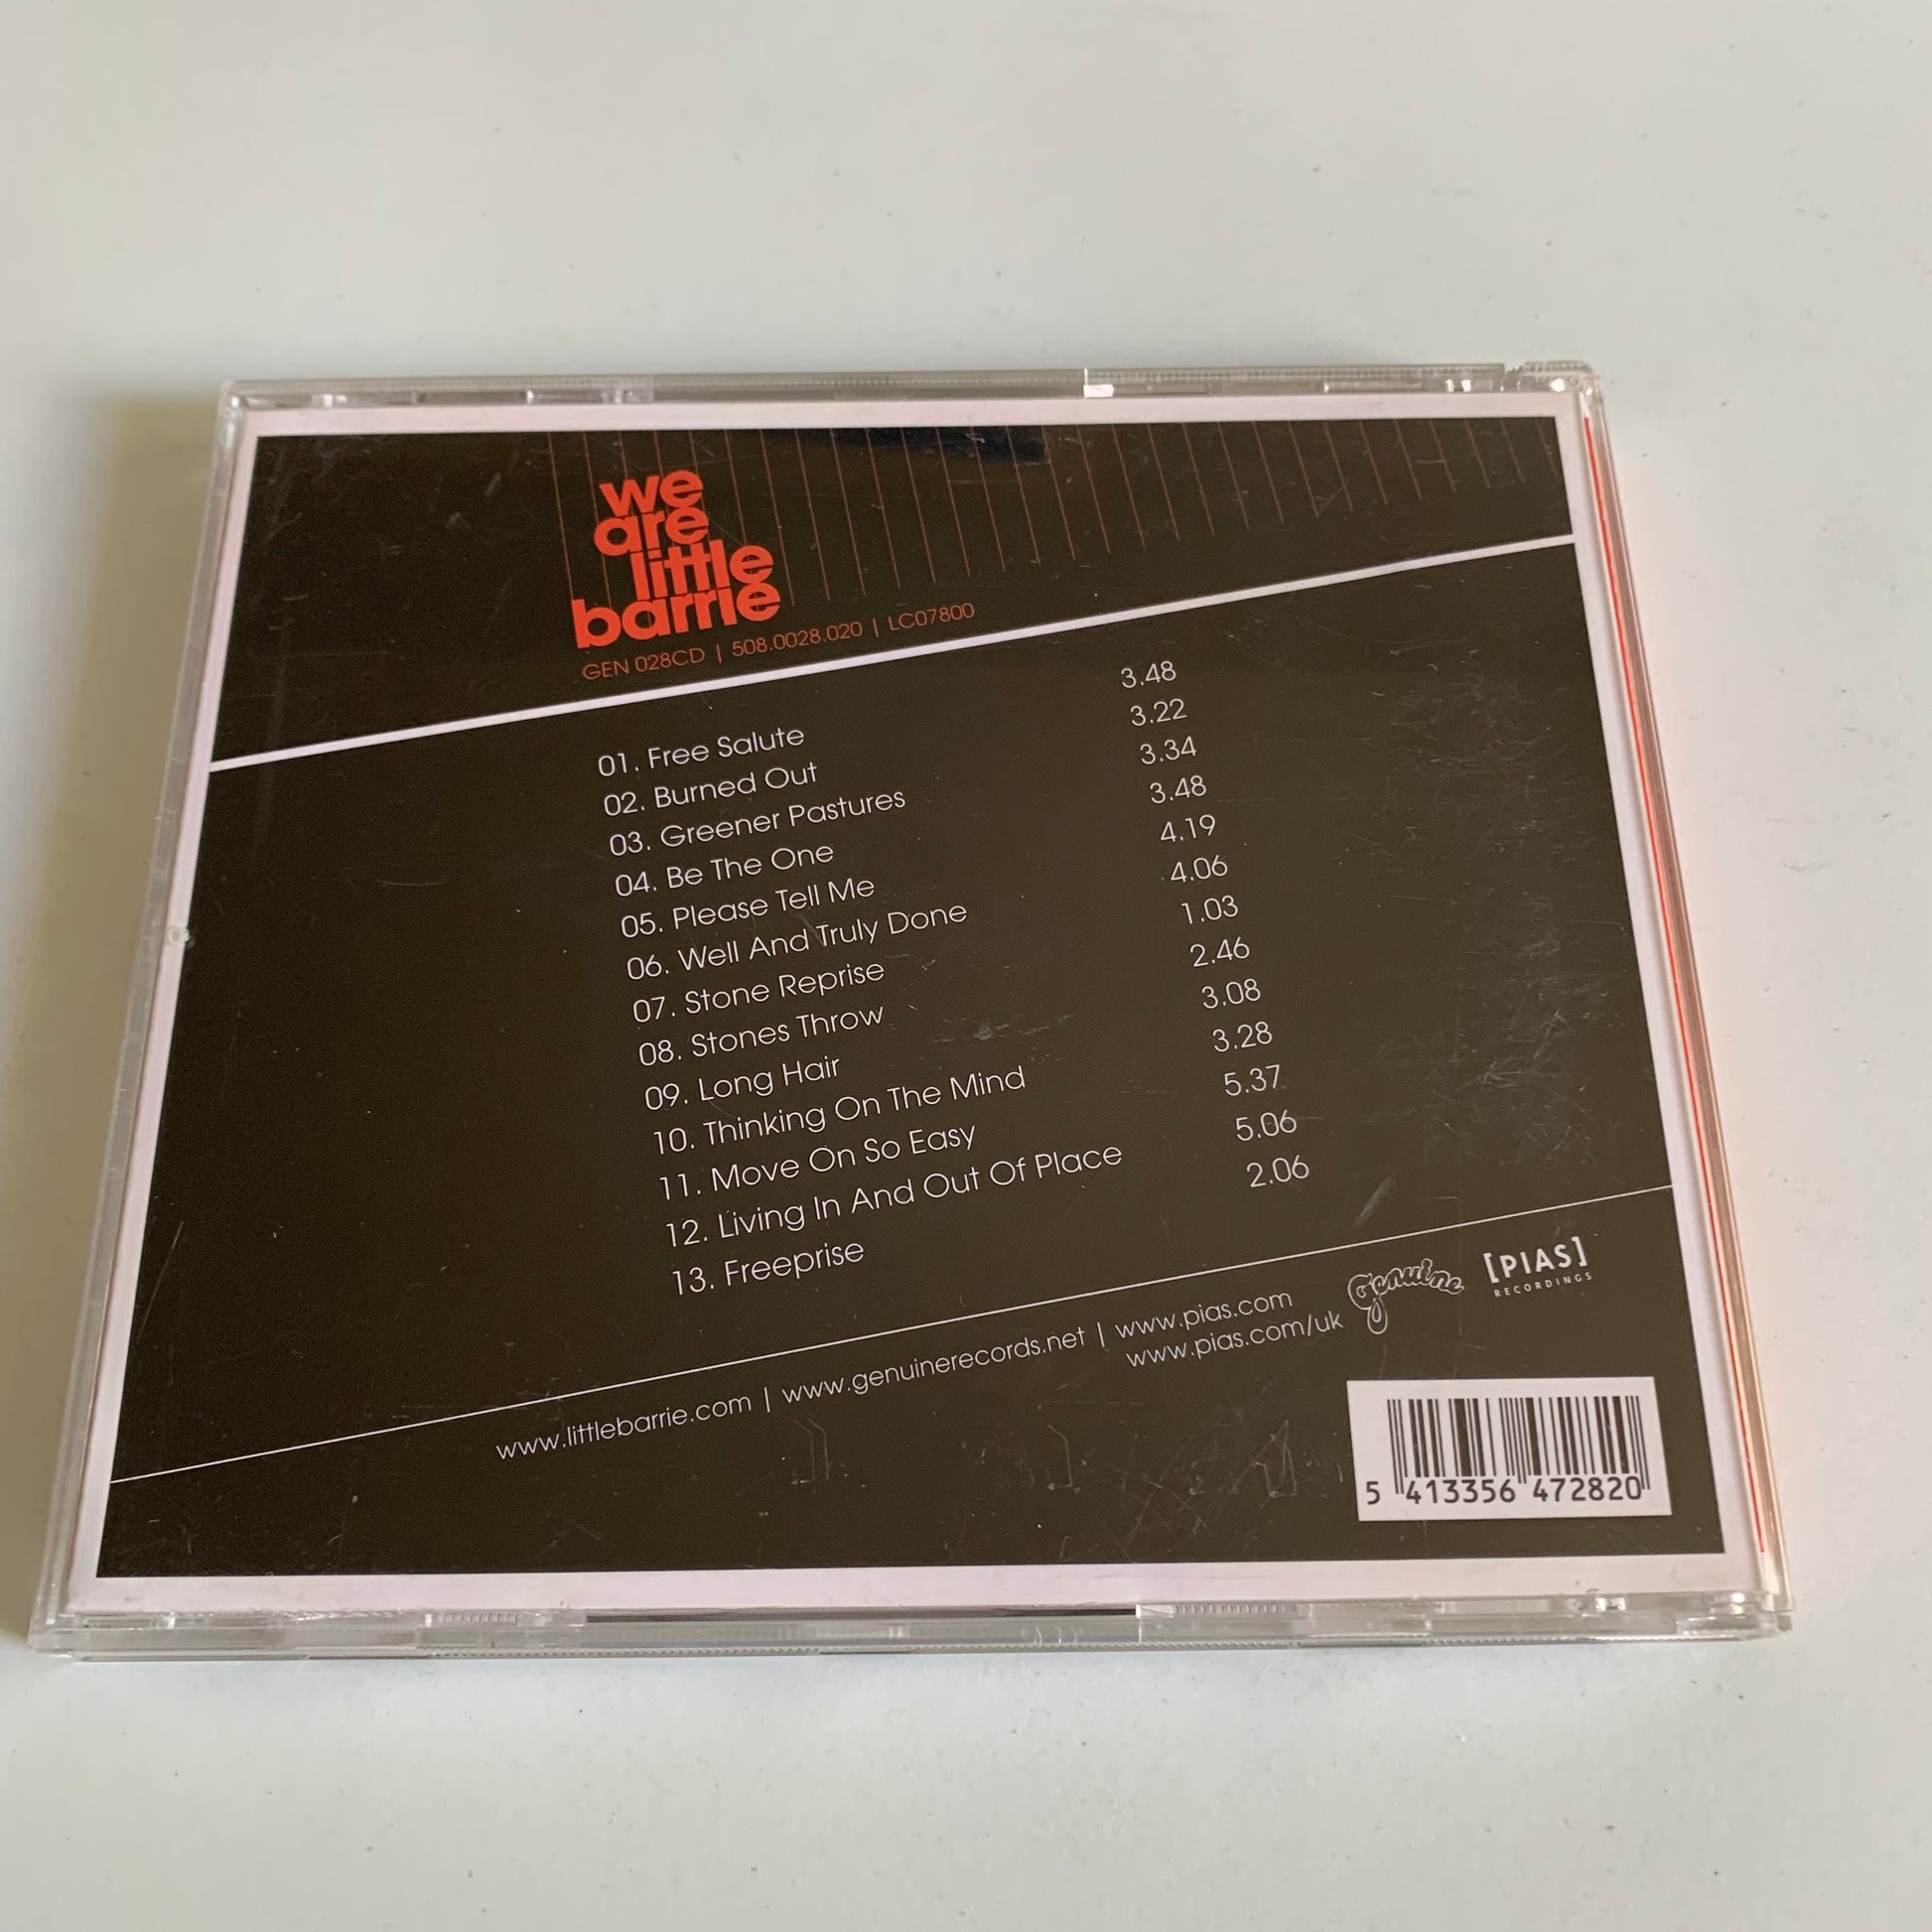 we
are
little
barrie
GEN 028CD | 508.0028.020 | LC07800
01. Free Salute 3.48
02. Burned Out 3.22
03. Greener Pastures 3.34
04. Be The One 3.48
05. Please Tell Me 4.19
06. Well And Truly Done 4.06
07. Stone Reprise 1.03
08. Stones Throw 2.46
09. Long Hair 3.08
10. Thinking On The Mind 3.28
11. Move On So Easy 5.37
12. Living In And Out Of Place 5.06
13. Freeprise 2.06
www.littlebarrie.com | www.genuinerecords.net | www.pias.com
www.pias.com/uk
Genuine
[PIAS]
RECORDINGS
5 413356 472820